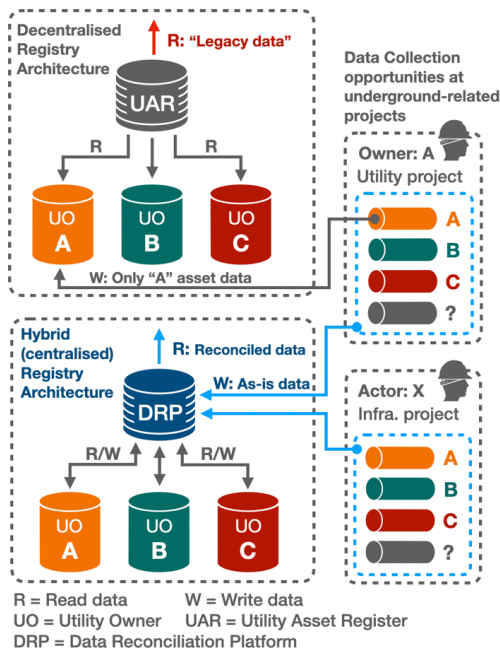 Decentralised
Registry
Architecture
R: “Legacy data”
UAR
R
R
UO
A
UO
B
UO
C
W: Only “A” asset data
Data Collection
opportunities at
underground-related
projects
Owner: A
Utility project
A
B
C
?
Hybrid
(centralised)
Registry
Architecture
R: Reconciled data
W: As-is data
DRP
R/W
R/W
UO
A
UO
B
UO
C
Actor: X
Infra. project
A
B
C
?
R = Read data
W = Write data
UO = Utility Owner
UAR = Utility Asset Register
DRP = Data Reconciliation Platform